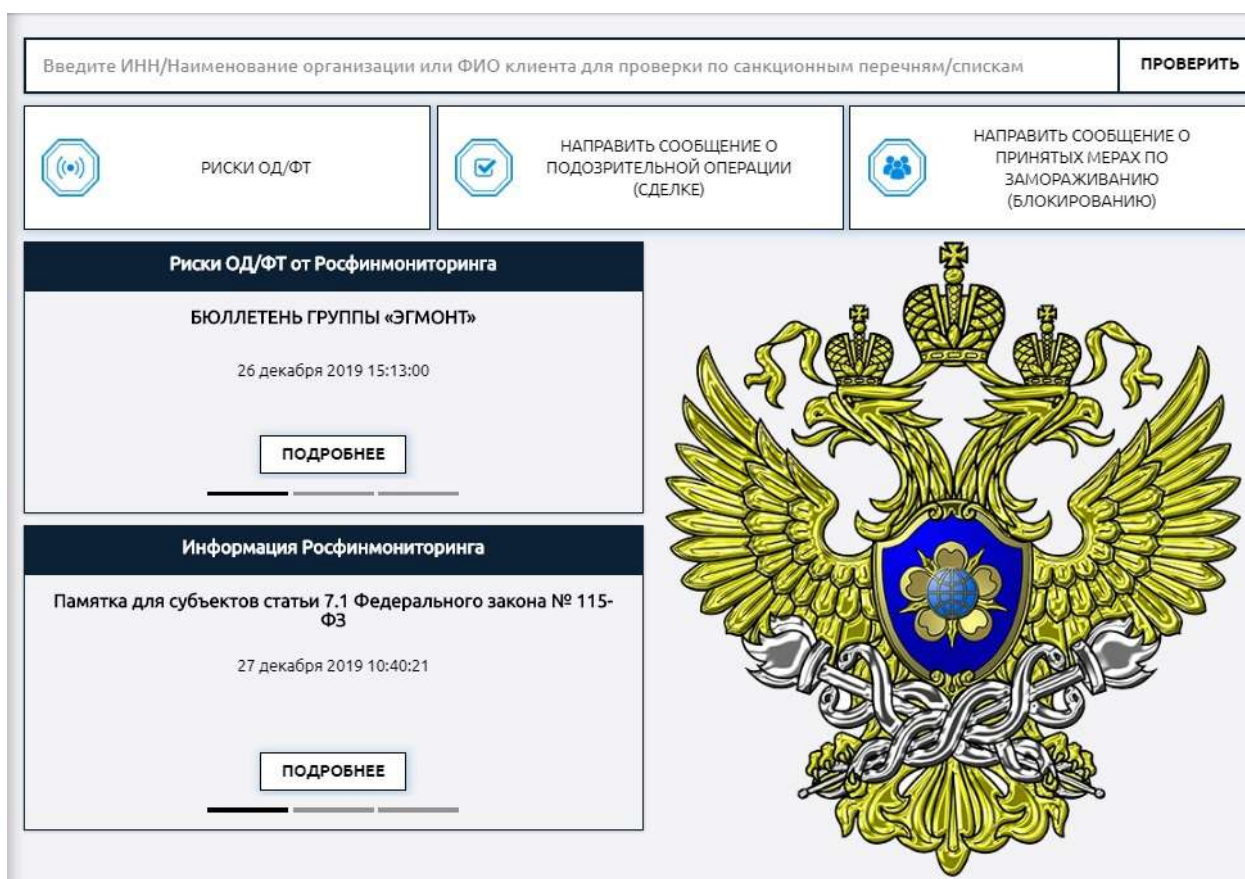 Введите ИНН/Наименование организации или ФИО клиента для проверки по санкционным перечням/спискам
ПРОВЕРИТЬ
РИСКИ ОД/ФТ
НАПРАВИТЬ СООБЩЕНИЕ О
ПОДОЗРИТЕЛЬНОЙ ОПЕРАЦИИ
(СДЕЛКЕ)
НАПРАВИТЬ СООБЩЕНИЕ О
ПРИНЯТЫХ МЕРАХ ПО
ЗАМОРАЖИВАНИЮ
(БЛОКИРОВАНИЮ)
Риски ОД/ФТ от Росфинмониторинга
БЮЛЛЕТЕНЬ ГРУППЫ «ЭГМОНТ»
26 декабря 2019 15:13:00
ПОДРОБНЕЕ
Информация Росфинмониторинга
Памятка для субъектов статьи 7.1 Федерального закона № 115-
ФЗ
27 декабря 2019 10:40:21
ПОДРОБНЕЕ